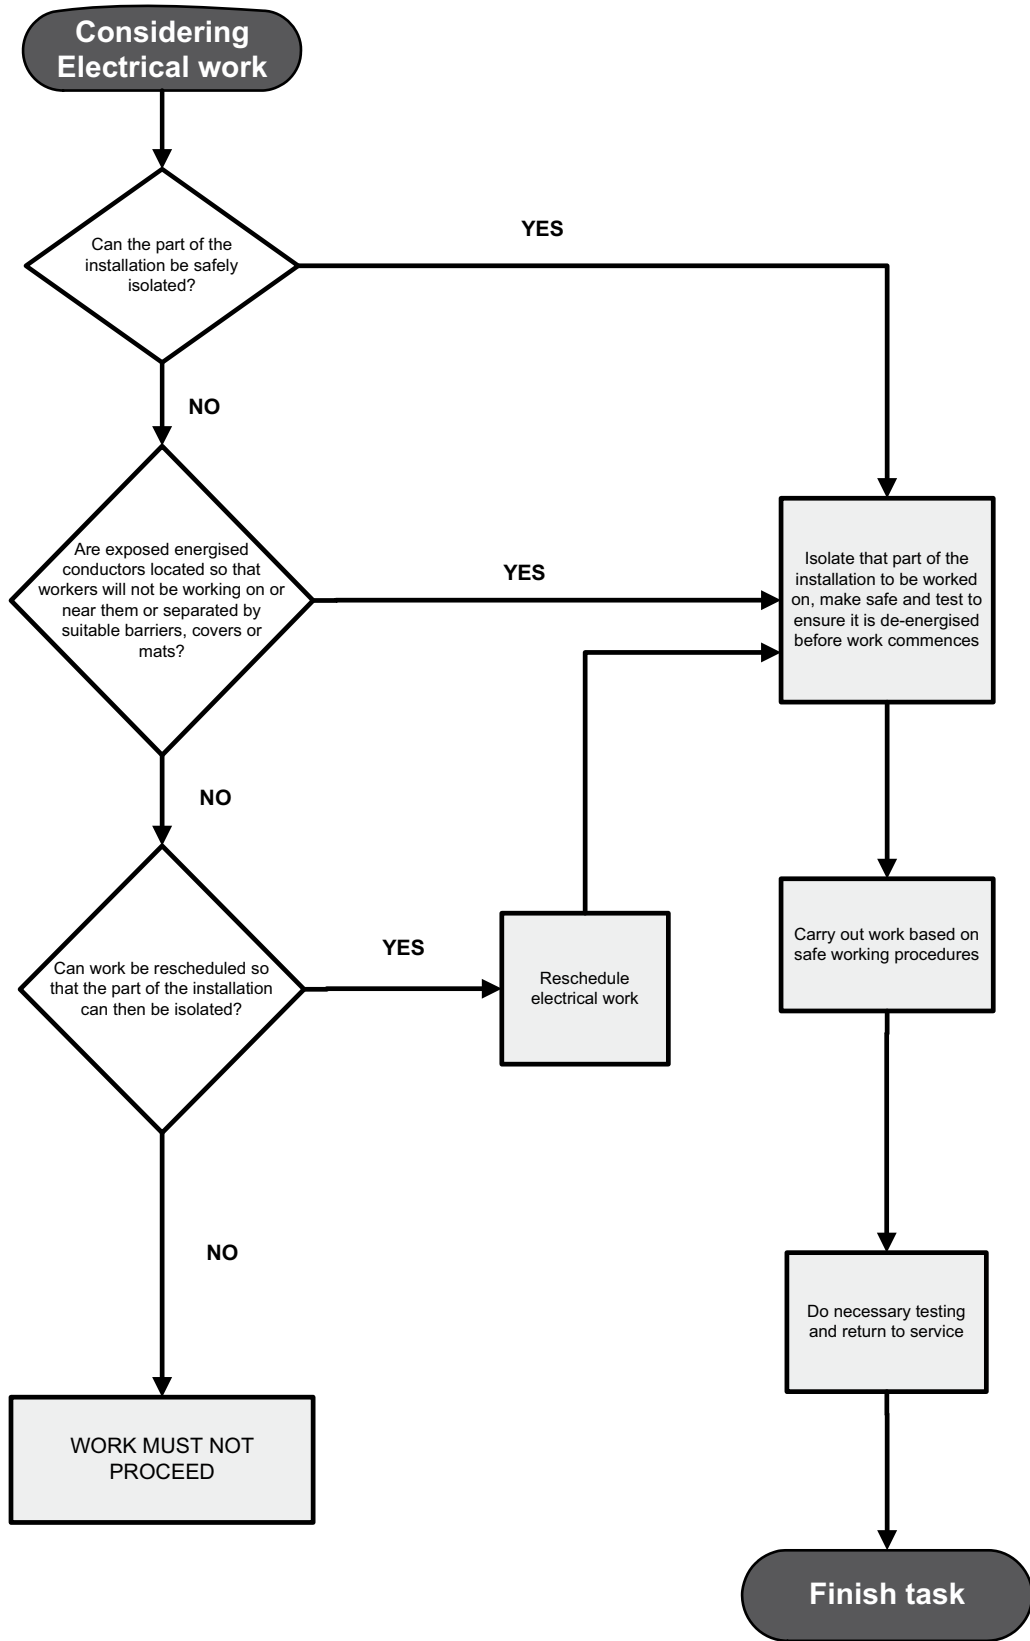 Considering
Electrical work
Can the part of the
installation be safely
isolated?
YES
NO
Are exposed energised
conductors located so that
workers will not be working on or
near them or separated by
suitable barriers, covers or
mats?
YES
Isolate that part of the
installation to be worked
on, make safe and test to
ensure it is de-energised
before work commences
NO
Can work be rescheduled so
that the part of the installation
can then be isolated?
YES
Reschedule
electrical work
Carry out work based on
safe working procedures
NO
Do necessary testing
and return to service
WORK MUST NOT
PROCEED
Finish task